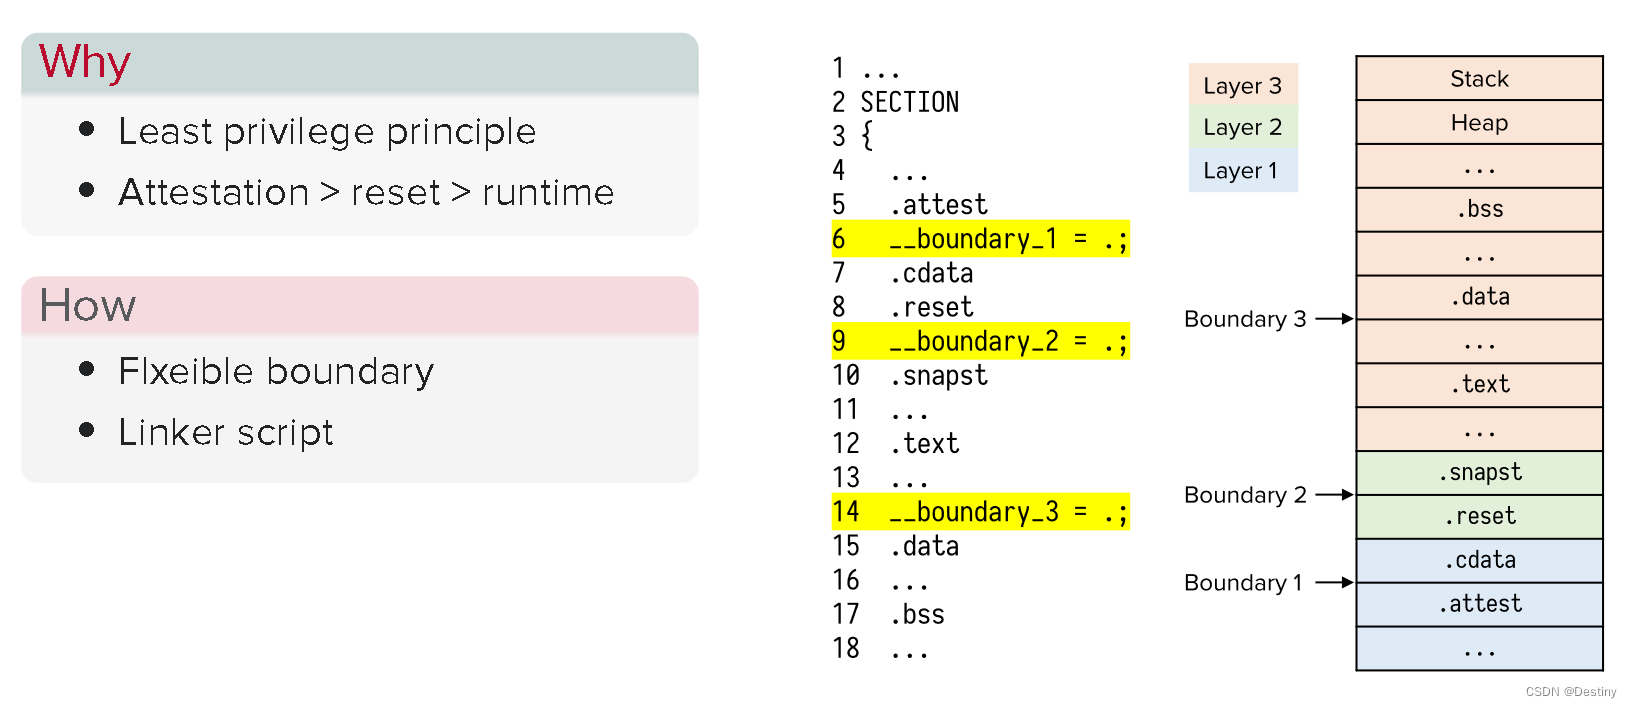 Why
• Least privilege principle
• Attestation > reset > runtime
How
• Flxeible boundary
• Linker script
1 ...
2 SECTION
3 {
4 ...
5 .attest
6 __boundary_1 = .;
7 .cdata
8 .reset
9 __boundary_2 = .;
10 .snapst
11 ...
12 .text
13 ...
14 __boundary_3 = .;
15 .data
16 ...
17 .bss
18 ...
Layer 3
Layer 2
Layer 1
Boundary 3
Boundary 2
Boundary 1
Stack
Heap
...
.bss
...
.data
...
.text
...
.snapst
.reset
.cdata
.attest
...
CSDN @Destiny